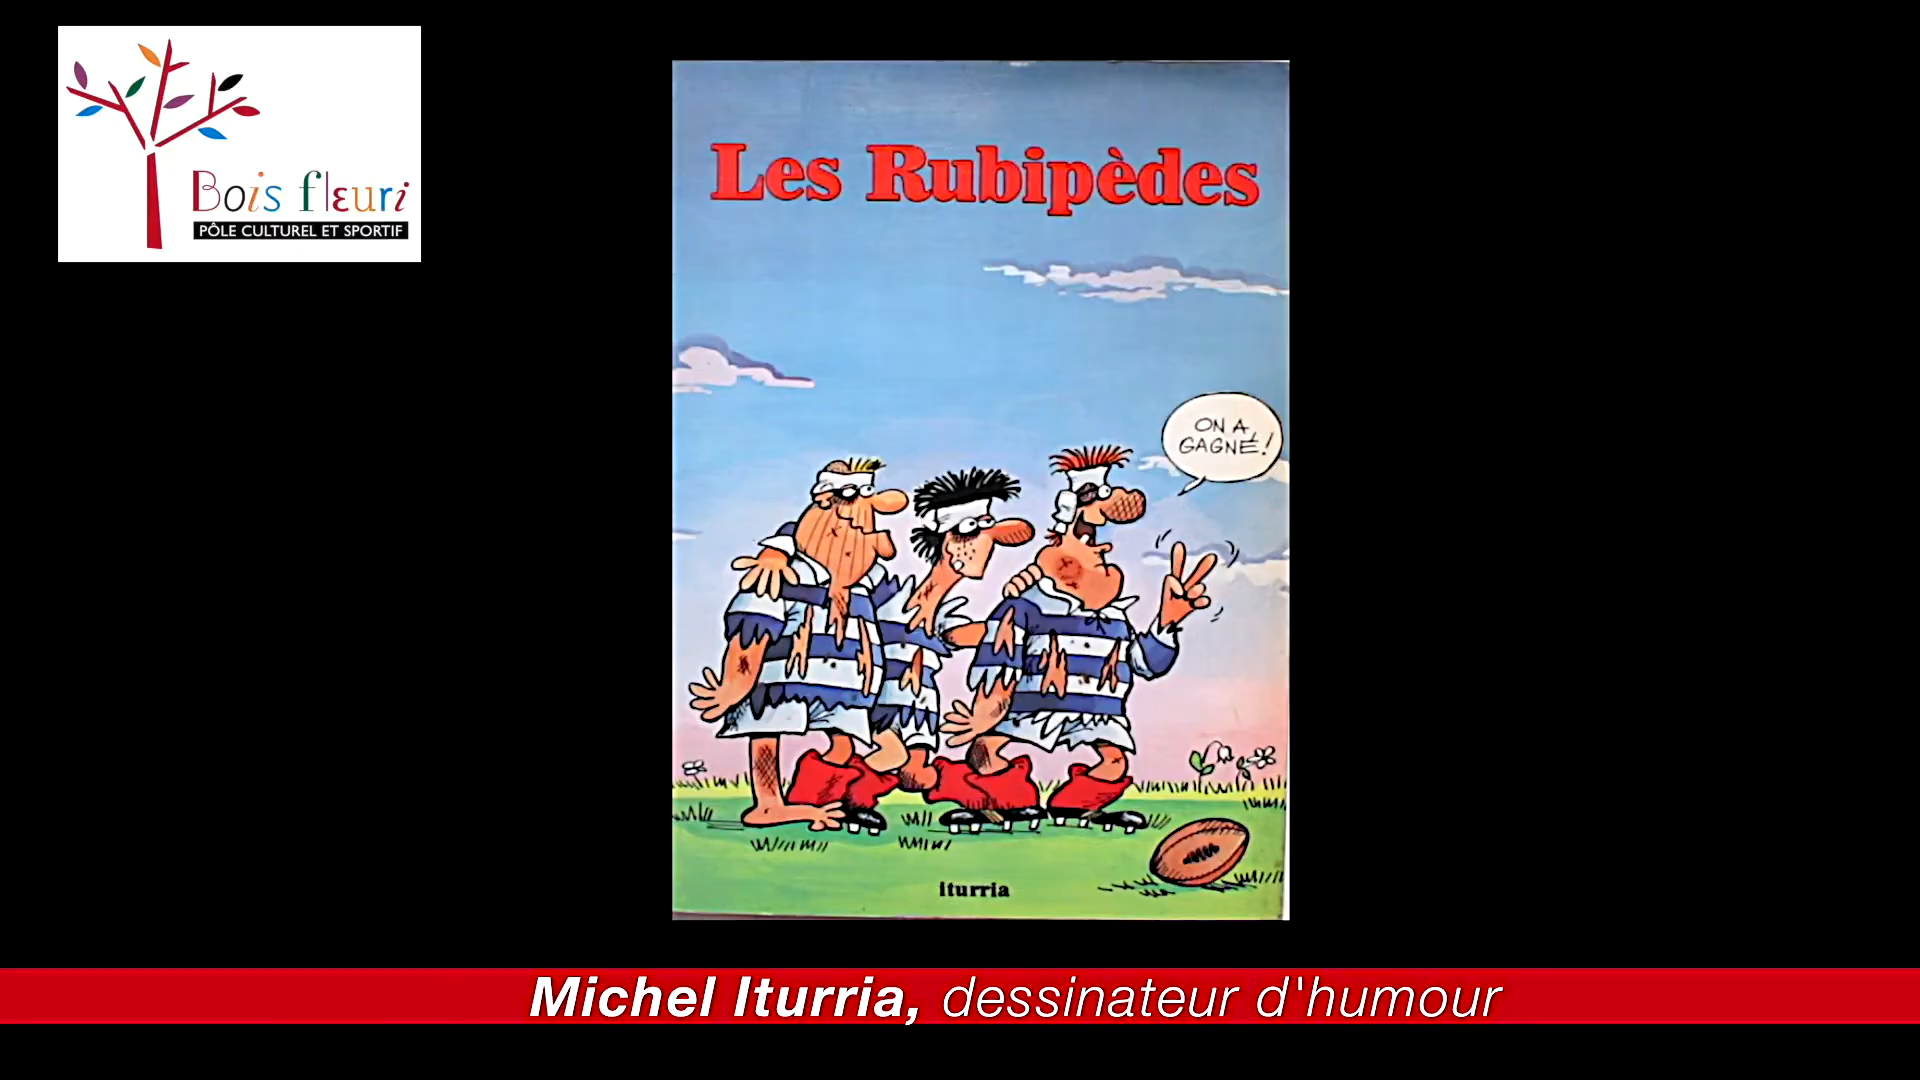 Bois fleuri
PÔLE CULTUREL ET SPORTIF
Les Rubipèdes
ON A
GAGNÉ!
iturria
Michel Iturria, dessinateur d'humour